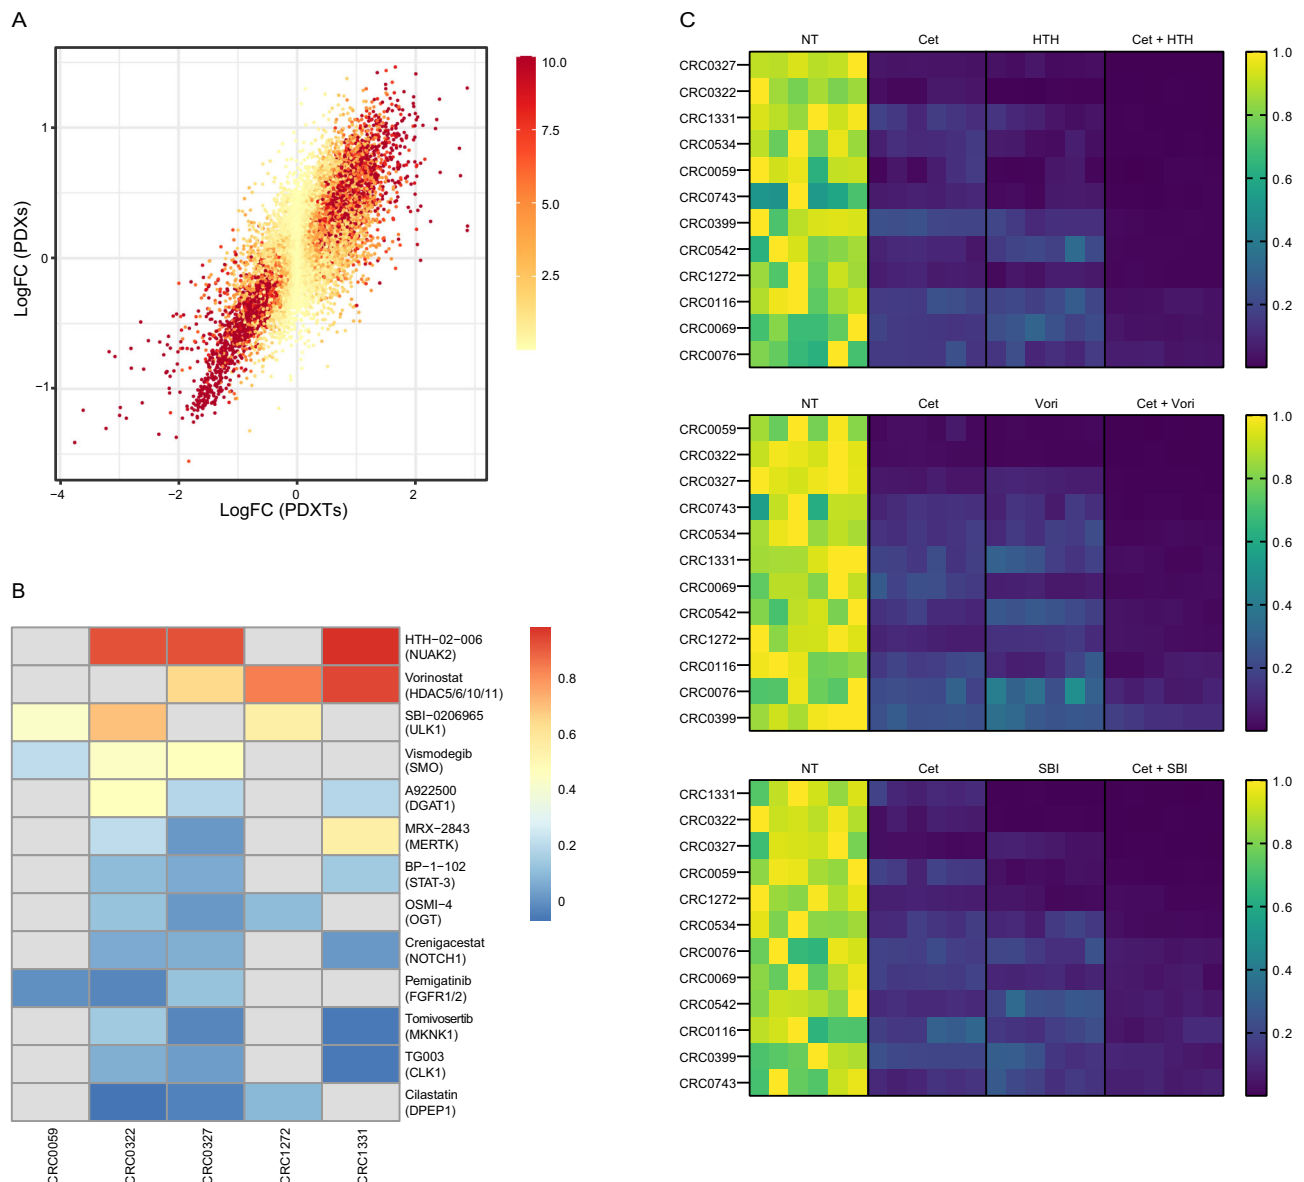 A
LogFC (PDXs)
1
0
−1
−4
−2
0
2
LogFC (PDXTs)
10.0
7.5
5.0
2.5
B
HTH−02−006
(NUAK2)
Vorinostat
(HDAC5/6/10/11)
SBI−0206965
(ULK1)
Vismodegib
(SMO)
A922500
(DGAT1)
MRX−2843
(MERTK)
BP−1−102
(STAT−3)
OSMI−4
(OGT)
Crenigacestat
(NOTCH1)
Pemigatinib
(FGFR1/2)
Tomivosertib
(MKNK1)
TG003
(CLK1)
Cilastatin
(DPEP1)
CRC0059
CRC0322
CRC0327
CRC1272
CRC1331
0.8
0.6
0.4
0.2
0
C
NT Cet HTH Cet + HTH
CRC0327
CRC0322
CRC1331
CRC0534
CRC0059
CRC0743
CRC0399
CRC0542
CRC1272
CRC0116
CRC0069
CRC0076
1.0
0.8
0.6
0.4
0.2
NT Cet Vori Cet + Vori
CRC0059
CRC0322
CRC0327
CRC0743
CRC0534
CRC1331
CRC0069
CRC0542
CRC1272
CRC0116
CRC0076
CRC0399
1.0
0.8
0.6
0.4
0.2
NT Cet SBI Cet + SBI
CRC1331
CRC0322
CRC0327
CRC0059
CRC1272
CRC0534
CRC0076
CRC0069
CRC0542
CRC0116
CRC0399
CRC0743
1.0
0.8
0.6
0.4
0.2